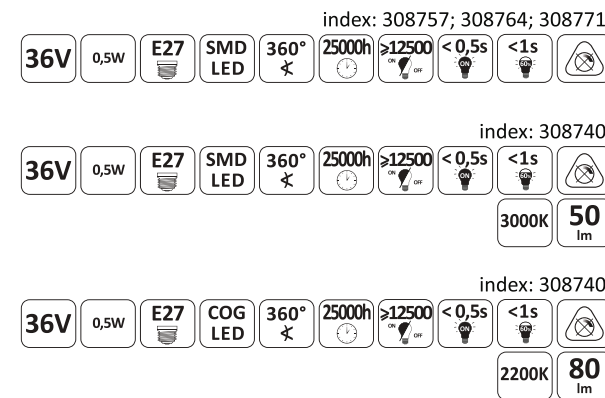 index: 308757; 308764; 308771
36V 0,5W E27 SMD LED 360° 25000h ≥12500 ON OFF < 0,5s ON <1s 60%
index: 308740
36V 0,5W E27 SMD LED 360° 25000h ≥12500 ON OFF < 0,5s ON <1s 60%
3000K 50 lm
index: 308740
36V 0,5W E27 COG LED 360° 25000h ≥12500 ON OFF < 0,5s ON <1s 60%
2200K 80 lm